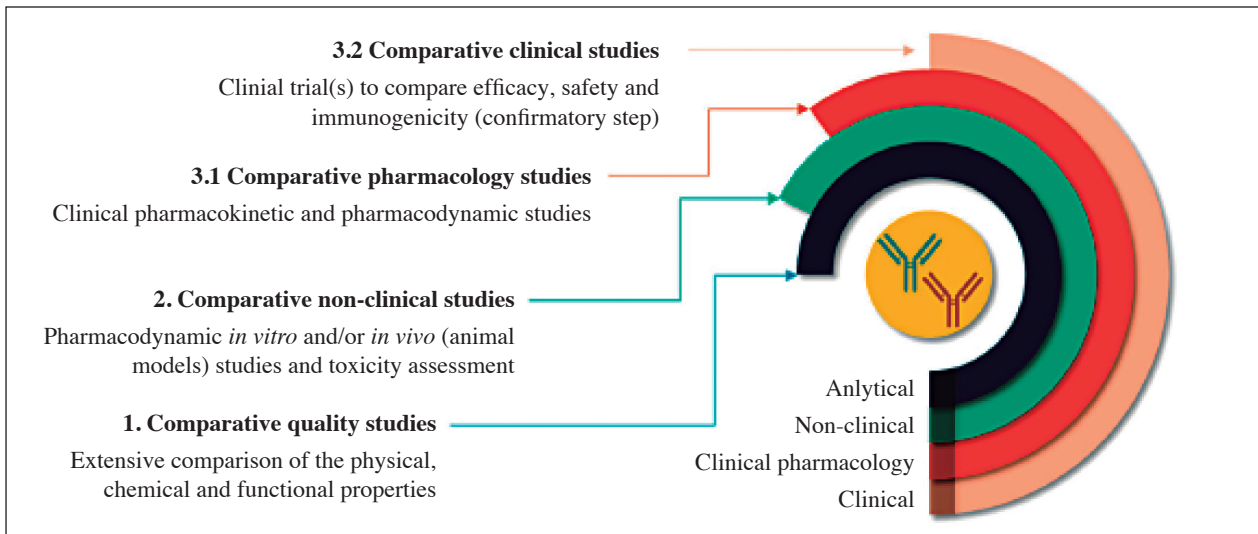 3.2 Comparative clinical studies
Clinial trial(s) to compare efficacy, safety and
immunogenicity (confirmatory step)
3.1 Comparative pharmacology studies
Clinical pharmacokinetic and pharmacodynamic studies
2. Comparative non-clinical studies
Pharmacodynamic in vitro and/or in vivo (animal
models) studies and toxicity assessment
1. Comparative quality studies
Extensive comparison of the physical,
chemical and functional properties
Anlytical
Non-clinical
Clinical pharmacology
Clinical